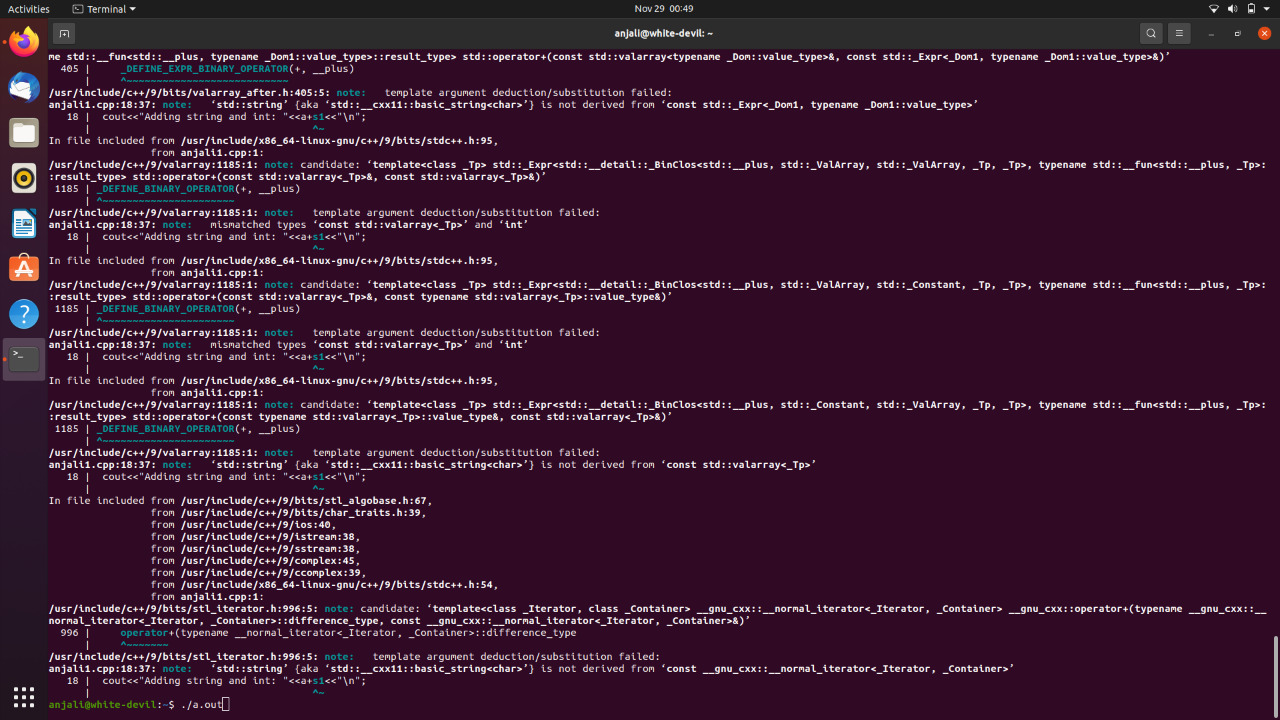 Activities
Terminal
Nov 29 00:49
anjali@white-devil: ~
me std::__fun<std::__plus, typename _Dom1::value_type>::result_type> std::operator+(const std::valarray<typename _Dom::value_type>&, const std::_Expr<_Dom1, typename _Dom1::value_type>&)’
405 | _DEFINE_EXPR_BINARY_OPERATOR(+, __plus)
| ^~~~~~~~~~~~~~~~~~~~~~~~~~~~
/usr/include/c++/9/bits/valarray_after.h:405:5: note: template argument deduction/substitution failed:
anjali1.cpp:18:37: note: ‘std::string’ {aka ‘std::__cxx11::basic_string<char>’} is not derived from ‘const std::_Expr<_Dom1, typename _Dom1::value_type>’
18 | cout<<"Adding string and int: "<<a+s1<<"\n";
| ^~
In file included from /usr/include/x86_64-linux-gnu/c++/9/bits/stdc++.h:95,
from anjali1.cpp:1:
/usr/include/c++/9/valarray:1185:1: note: candidate: ‘template<class _Tp> std::_Expr<std::__detail::_BinClos<std::__plus, std::_ValArray, std::_ValArray, _Tp, _Tp>, typename std::__fun<std::__plus, _Tp>:
:result_type> std::operator+(const std::valarray<_Tp>&, const std::valarray<_Tp>&)’
1185 | _DEFINE_BINARY_OPERATOR(+, __plus)
| ^~~~~~~~~~~~~~~~~~~~~~~
/usr/include/c++/9/valarray:1185:1: note: template argument deduction/substitution failed:
anjali1.cpp:18:37: note: mismatched types ‘const std::valarray<_Tp>’ and ‘int’
18 | cout<<"Adding string and int: "<<a+s1<<"\n";
| ^~
In file included from /usr/include/x86_64-linux-gnu/c++/9/bits/stdc++.h:95,
from anjali1.cpp:1:
/usr/include/c++/9/valarray:1185:1: note: candidate: ‘template<class _Tp> std::_Expr<std::__detail::_BinClos<std::__plus, std::_ValArray, std::_Constant, _Tp, _Tp>, typename std::__fun<std::__plus, _Tp>:
:result_type> std::operator+(const std::valarray<_Tp>&, const typename std::valarray<_Tp>::value_type&)’
1185 | _DEFINE_BINARY_OPERATOR(+, __plus)
| ^~~~~~~~~~~~~~~~~~~~~~~
/usr/include/c++/9/valarray:1185:1: note: template argument deduction/substitution failed:
anjali1.cpp:18:37: note: mismatched types ‘const std::valarray<_Tp>’ and ‘int’
18 | cout<<"Adding string and int: "<<a+s1<<"\n";
| ^~
In file included from /usr/include/x86_64-linux-gnu/c++/9/bits/stdc++.h:95,
from anjali1.cpp:1:
/usr/include/c++/9/valarray:1185:1: note: candidate: ‘template<class _Tp> std::_Expr<std::__detail::_BinClos<std::__plus, std::_Constant, std::_ValArray, _Tp, _Tp>, typename std::__fun<std::__plus, _Tp>:
:result_type> std::operator+(const typename std::valarray<_Tp>::value_type&, const std::valarray<_Tp>&)’
1185 | _DEFINE_BINARY_OPERATOR(+, __plus)
| ^~~~~~~~~~~~~~~~~~~~~~~
/usr/include/c++/9/valarray:1185:1: note: template argument deduction/substitution failed:
anjali1.cpp:18:37: note: ‘std::string’ {aka ‘std::__cxx11::basic_string<char>’} is not derived from ‘const std::valarray<_Tp>’
18 | cout<<"Adding string and int: "<<a+s1<<"\n";
| ^~
In file included from /usr/include/c++/9/bits/stl_algobase.h:67,
from /usr/include/c++/9/bits/char_traits.h:39,
from /usr/include/c++/9/ios:40,
from /usr/include/c++/9/istream:38,
from /usr/include/c++/9/sstream:38,
from /usr/include/c++/9/complex:45,
from /usr/include/c++/9/ccomplex:39,
from /usr/include/x86_64-linux-gnu/c++/9/bits/stdc++.h:54,
from anjali1.cpp:1:
/usr/include/c++/9/bits/stl_iterator.h:996:5: note: candidate: ‘template<class _Iterator, class _Container> __gnu_cxx::__normal_iterator<_Iterator, _Container> __gnu_cxx::operator+(typename __gnu_cxx::__
normal_iterator<_Iterator, _Container>::difference_type, const __gnu_cxx::__normal_iterator<_Iterator, _Container>&)’
996 | operator+(typename __normal_iterator<_Iterator, _Container>::difference_type
| ^~~~~~~~
/usr/include/c++/9/bits/stl_iterator.h:996:5: note: template argument deduction/substitution failed:
anjali1.cpp:18:37: note: ‘std::string’ {aka ‘std::__cxx11::basic_string<char>’} is not derived from ‘const __gnu_cxx::__normal_iterator<_Iterator, _Container>’
18 | cout<<"Adding string and int: "<<a+s1<<"\n";
| ^~
anjali@white-devil:~$ ./a.out